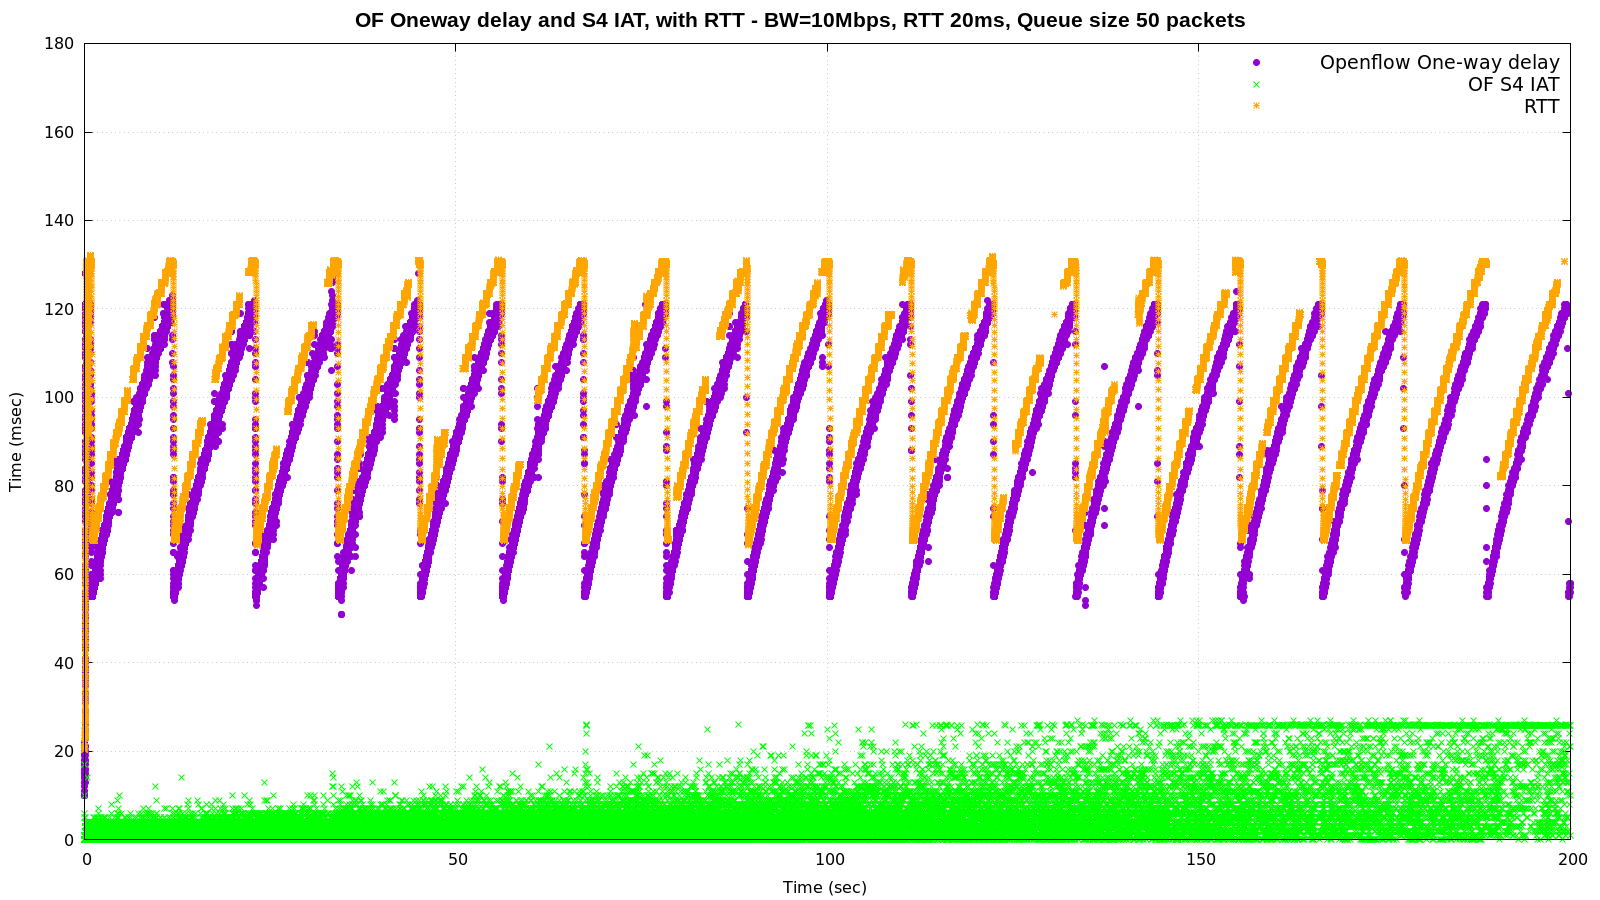 OF Oneway delay and S4 IAT, with RTT - BW=10Mbps, RTT 20ms, Queue size 50 packets
Openflow One-way delay
OF S4 IAT
RTT
180
160
140
120
100
80
60
40
20
0
Time (msec)
0 50 100 150 200
Time (sec)